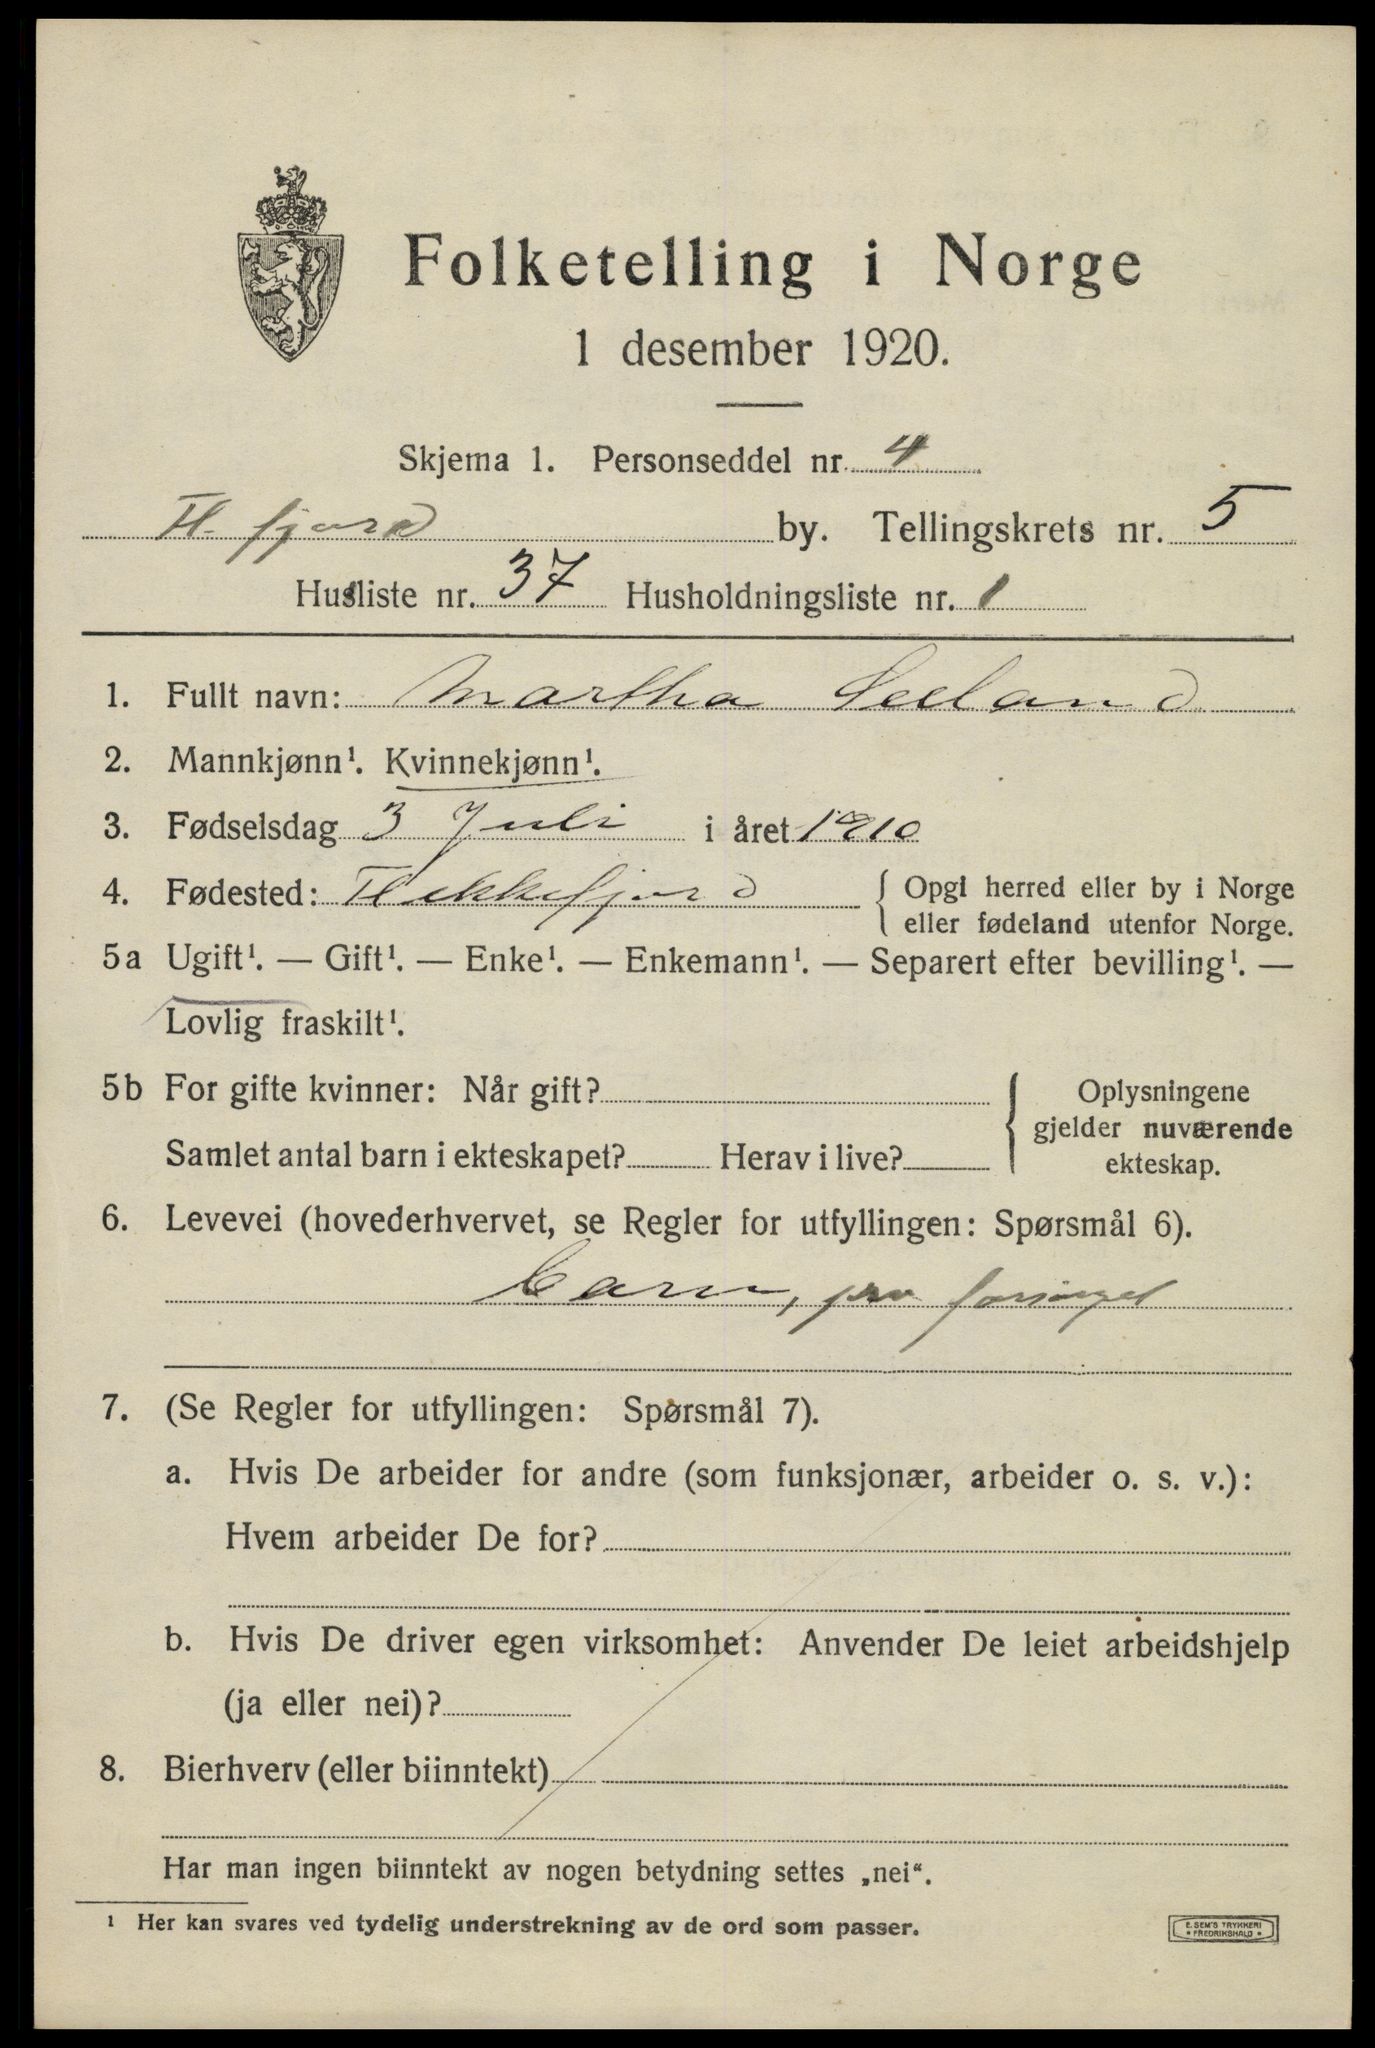 Folketelling i Norge
1 desember 1920.
Skjema 1. Personseddel nr. 4
Fl. fjord by. Tellingskrets nr. 5
Husliste nr. 37 Husholdningsliste nr. 1
1. Fullt navn: Martha Seland
2. Mannkjønn¹. Kvinnekjønn¹.
3. Fødselsdag 3 Juli i året 1910
4. Fødested: Flekkefjord { Opgi herred eller by i Norge
eller fødeland utenfor Norge.
5a Ugift¹. — Gift¹. — Enke¹. — Enkemann¹. — Separert efter bevilling¹. —
Lovlig fraskilt¹.
5b For gifte kvinner: Når gift? { Oplysningene
gjelder nuværende
Samlet antal barn i ekteskapet? Herav i live? ekteskap.
6. Levevei (hovederhvervet, se Regler for utfyllingen: Spørsmål 6).
Barn,
7. (Se Regler for utfyllingen: Spørsmål 7).
a. Hvis De arbeider for andre (som funksjonær, arbeider o. s. v.):
Hvem arbeider De for?
b. Hvis De driver egen virksomhet: Anvender De leiet arbeidshjelp
(ja eller nei)?
8. Bierhverv (eller biinntekt)
Har man ingen biinntekt av nogen betydning settes „nei“.
¹ Her kan svares ved tydelig understrekning av de ord som passer.
E. SEM'S TRYKKERI
* FREDRIKSHALD *